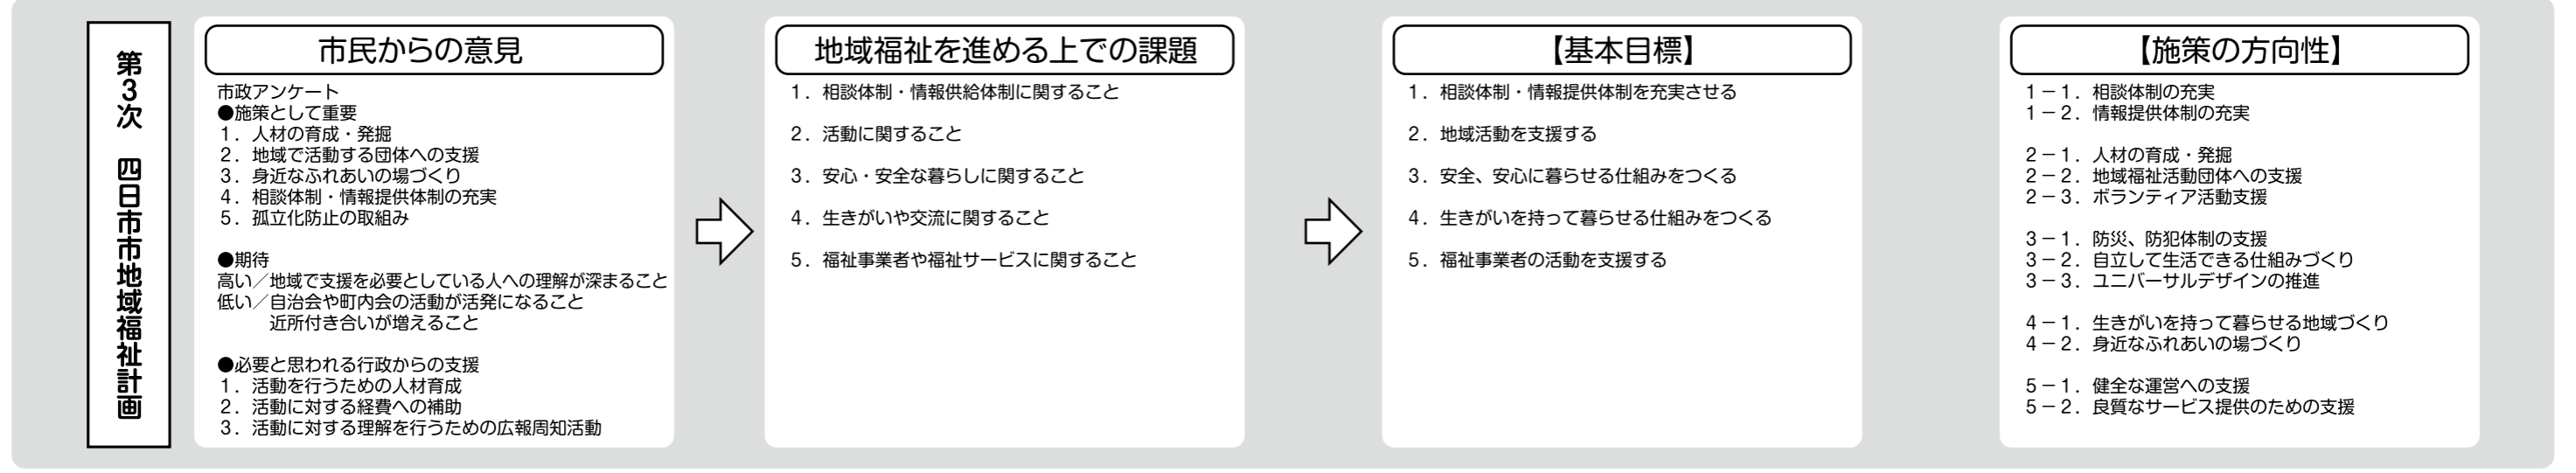 第3次 四日市市地域福祉計画
市民からの意見
市政アンケート
●施策として重要
1．人材の育成・発掘
2．地域で活動する団体への支援
3．身近なふれあいの場づくり
4．相談体制・情報提供体制の充実
5．孤立化防止の取組み
●期待
高い／地域で支援を必要としている人への理解が深まること
低い／自治会や町内会の活動が活発になること
近所付き合いが増えること
●必要と思われる行政からの支援
1．活動を行うための人材育成
2．活動に対する経費への補助
3．活動に対する理解を行うための広報周知活動
地域福祉を進める上での課題
1．相談体制・情報供給体制に関すること
2．活動に関すること
3．安心・安全な暮らしに関すること
4．生きがいや交流に関すること
5．福祉事業者や福祉サービスに関すること
【基本目標】
1．相談体制・情報提供体制を充実させる
2．地域活動を支援する
3．安全、安心に暮らせる仕組みをつくる
4．生きがいを持って暮らせる仕組みをつくる
5．福祉事業者の活動を支援する
【施策の方向性】
1－1．相談体制の充実
1－2．情報提供体制の充実
2－1．人材の育成・発掘
2－2．地域福祉活動団体への支援
2－3．ボランティア活動支援
3－1．防災、防犯体制の支援
3－2．自立して生活できる仕組みづくり
3－3．ユニバーサルデザインの推進
4－1．生きがいを持って暮らせる地域づくり
4－2．身近なふれあいの場づくり
5－1．健全な運営への支援
5－2．良質なサービス提供のための支援